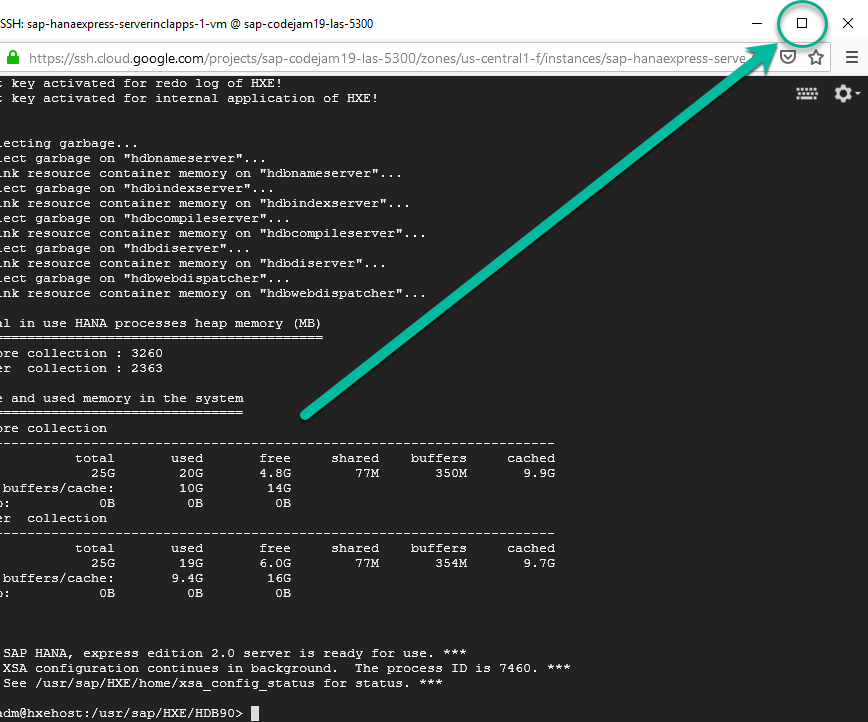 SSH: sap-hanaexpress-serverinclapps-1-vm @ sap-codejam19-las-5300
https://ssh.cloud.google.com/projects/sap-codejam19-las-5300/zones/us-central1-f/instances/sap-hanaexpress-serve
t key activated for redo log of HXE!
t key activated for internal application of HXE!
lecting garbage...
lect garbage on "hdbnameserver"...
ink resource container memory on "hdbnameserver"...
lect garbage on "hdbindexserver"...
ink resource container memory on "hdbindexserver"...
lect garbage on "hdbcompileserver"...
ink resource container memory on "hdbcompileserver"...
lect garbage on "hdbdiserver"...
ink resource container memory on "hdbdiserver"...
lect garbage on "hdbwebdispatcher"...
ink resource container memory on "hdbwebdispatcher"...
al in use HANA processes heap memory (MB)
=========================================
ore collection : 3260
er  collection : 2363
e and used memory in the system
===============================
ore collection
----------------------------------------------------------------------
total used free shared buffers cached
25G 20G 4.8G 77M 350M 9.9G
buffers/cache: 10G 14G
o: 0B 0B 0B
er  collection
----------------------------------------------------------------------
total used free shared buffers cached
25G 19G 6.0G 77M 354M 9.7G
buffers/cache: 9.4G 16G
o: 0B 0B 0B
SAP HANA, express edition 2.0 server is ready for use. ***
XSA configuration continues in background.  The process ID is 7460. ***
See /usr/sap/HXE/home/xsa_config_status for status. ***
adm@hxehost:/usr/sap/HXE/HDB90>